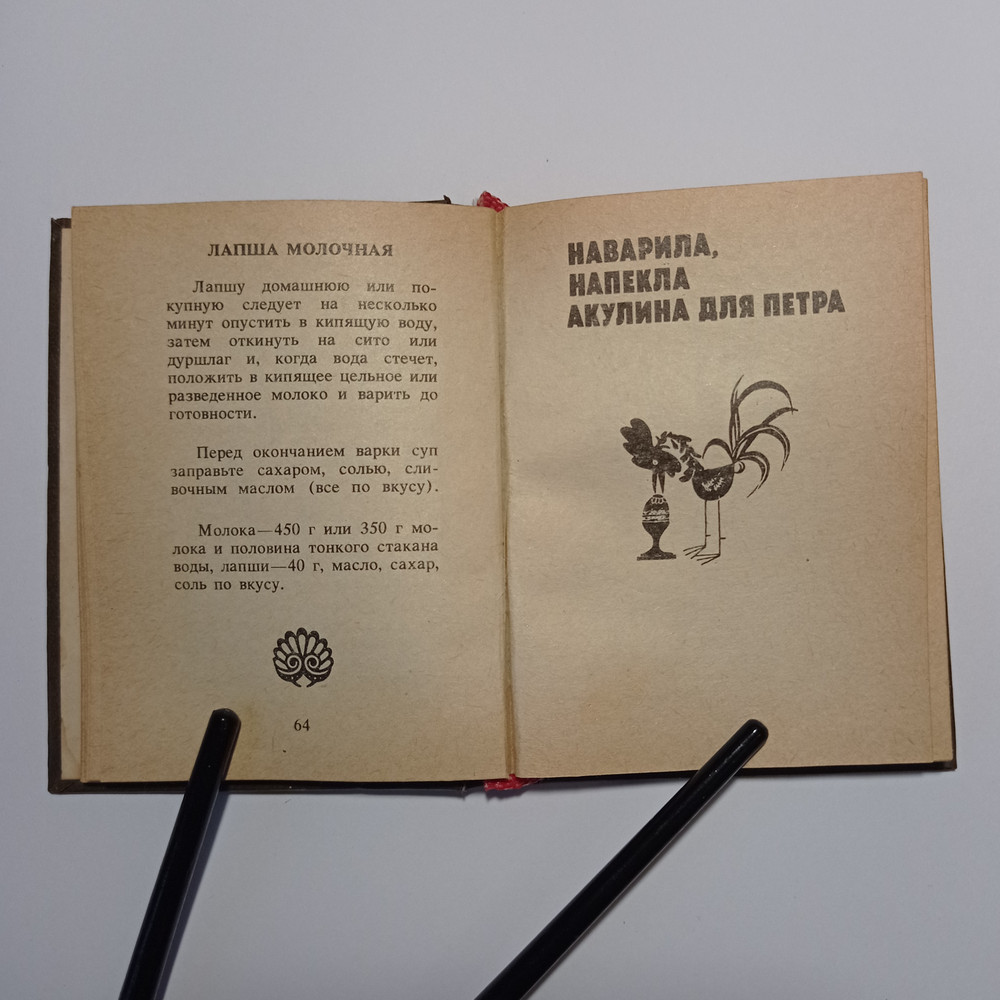 ЛАПША МОЛОЧНАЯ
Лапшу домашнюю или по-
купную следует на несколько
минут опустить в кипящую воду,
затем откинуть на сито или
дуршлаг и, когда вода стечет,
положить в кипящее цельное или
разведенное молоко и варить до
готовности.
Перед окончанием варки суп
заправьте сахаром, солью, сли-
вочным маслом (все по вкусу).
Молока—450 г или 350 г мо-
лока и половина тонкого стакана
воды, лапши—40 г, масло, сахар,
соль по вкусу.
64
НАВАРИЛА,
НАПЕКЛА
АКУЛИНА ДЛЯ ПЕТРА